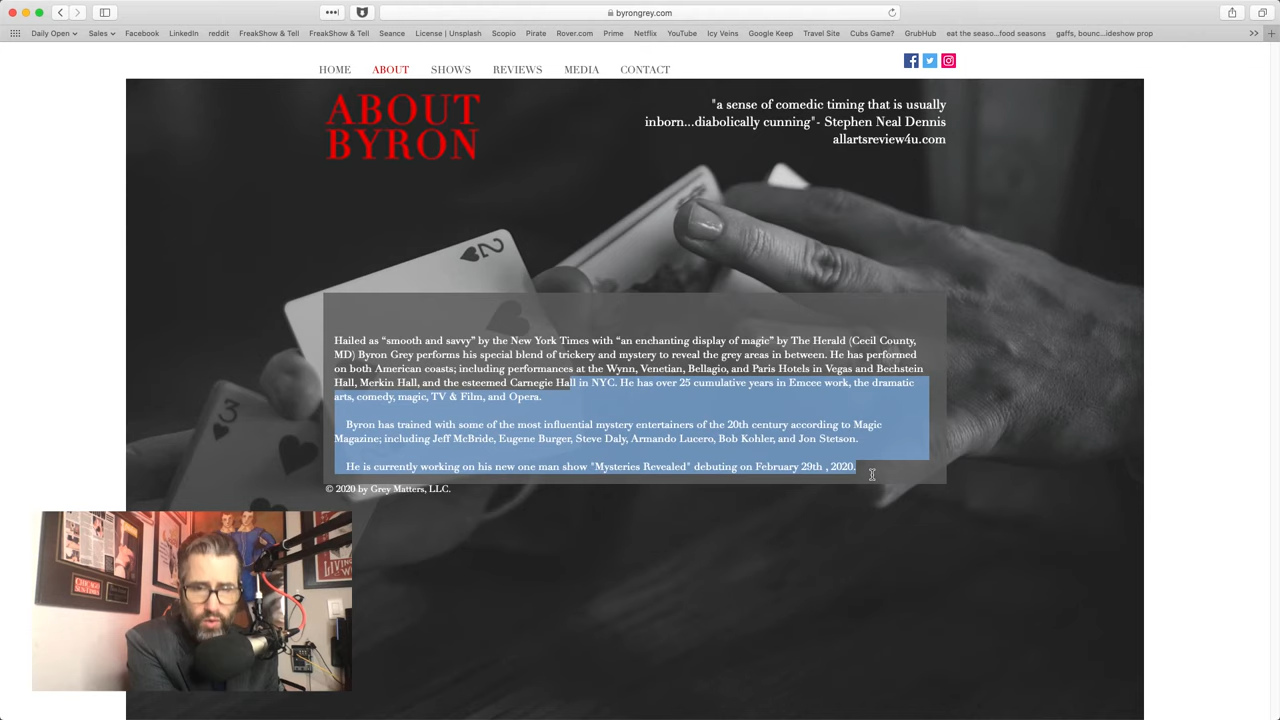 byrongrey.com
Daily Open
Sales
Facebook
LinkedIn
reddit
FreakShow & Tell
FreakShow & Tell
Seance
License | Unsplash
Scopio
Pirate
Rover.com
Prime
Netflix
YouTube
Icy Veins
Google Keep
Travel Site
Cubs Game?
GrubHub
eat the seaso...food seasons
gaffs, bounc...ideshow prop
HOME ABOUT SHOWS REVIEWS MEDIA CONTACT
ABOUT
BYRON
"a sense of comedic timing that is usually
inborn...diabolically cunning"- Stephen Neal Dennis
allartsreview4u.com
2
3
Hailed as “smooth and savvy” by the New York Times with “an enchanting display of magic” by The Herald (Cecil County,
MD) Byron Grey performs his special blend of trickery and mystery to reveal the grey areas in between. He has performed
on both American coasts; including performances at the Wynn, Venetian, Bellagio, and Paris Hotels in Vegas and Bechstein
Hall, Merkin Hall, and the esteemed Carnegie Hall in NYC. He has over 25 cumulative years in Emcee work, the dramatic
arts, comedy, magic, TV & Film, and Opera.
Byron has trained with some of the most influential mystery entertainers of the 20th century according to Magic
Magazine; including Jeff McBride, Eugene Burger, Steve Daly, Armando Lucero, Bob Kohler, and Jon Stetson.
He is currently working on his new one man show "Mysteries Revealed" debuting on February 29th , 2020.
© 2020 by Grey Matters, LLC.
CHICAGO
SUN-TIMES